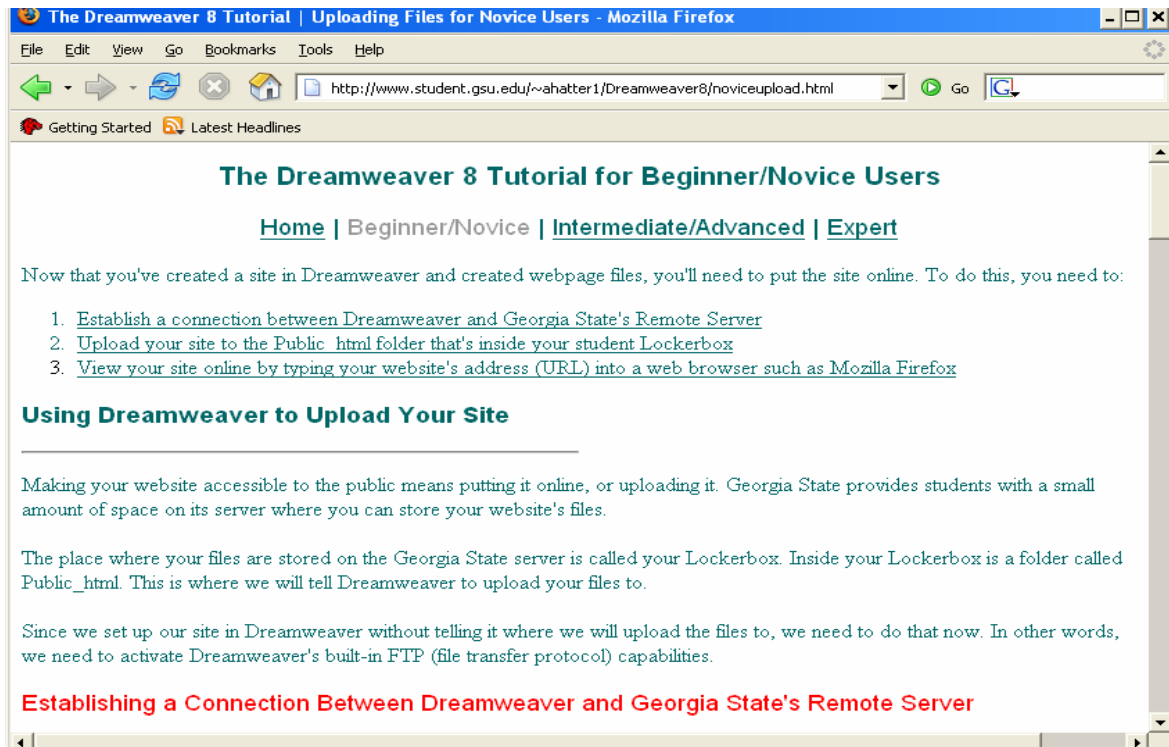 The Dreamweaver 8 Tutorial | Uploading Files for Novice Users - Mozilla Firefox
File Edit View Go Bookmarks Tools Help
http://www.student.gsu.edu/~ahatter1/Dreamweaver8/noviceupload.html Go G
Getting Started Latest Headlines
The Dreamweaver 8 Tutorial for Beginner/Novice Users
Home | Beginner/Novice | Intermediate/Advanced | Expert
Now that you've created a site in Dreamweaver and created webpage files, you'll need to put the site online. To do this, you need to:
1. Establish a connection between Dreamweaver and Georgia State's Remote Server
2. Upload your site to the Public_html folder that's inside your student Lockerbox
3. View your site online by typing your website's address (URL) into a web browser such as Mozilla Firefox
Using Dreamweaver to Upload Your Site
Making your website accessible to the public means putting it online, or uploading it. Georgia State provides students with a small
amount of space on its server where you can store your website's files.
The place where your files are stored on the Georgia State server is called your Lockerbox. Inside your Lockerbox is a folder called
Public_html. This is where we will tell Dreamweaver to upload your files to.
Since we set up our site in Dreamweaver without telling it where we will upload the files to, we need to do that now. In other words,
we need to activate Dreamweaver's built-in FTP (file transfer protocol) capabilities.
Establishing a Connection Between Dreamweaver and Georgia State's Remote Server